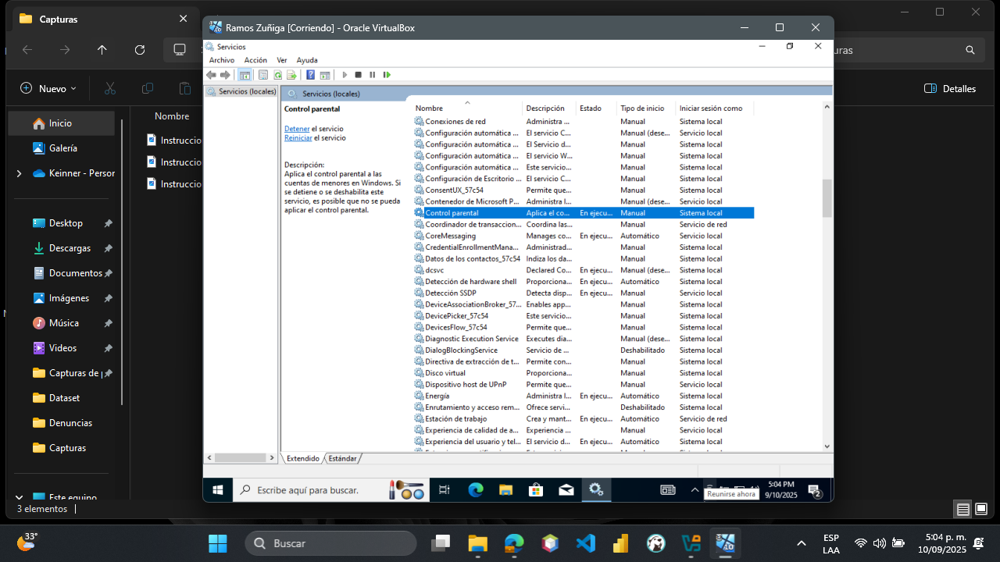 Capturas
Nuevo
Detalles
Inicio
Galería
Keinner - Persor
Desktop
Descargas
Documentos
Imágenes
Música
Videos
Capturas de
Dataset
Denuncias
Capturas
Este equipo
3 elementos
Nombre
Instruccio
Instruccio
Instruccio
uras
Ramos Zuñiga [Corriendo] - Oracle VirtualBox
Servicios
Archivo Acción Ver Ayuda
Servicios (locales)
Servicios (locales)
Control parental
Detener el servicio
Reiniciar el servicio
Descripción:
Aplica el control parental a las
cuentas de menores en Windows. Si
se detiene o se deshabilita este
servicio, es posible que no se pueda
aplicar el control parental.
Nombre Descripción Estado Tipo de inicio Iniciar sesión como
Conexiones de red Administra ... Manual Sistema local
Configuración automática ... El servicio C... Manual (dese... Servicio local
Configuración automática ... El Servicio d... Manual Sistema local
Configuración automática ... El servicio W... Manual Sistema local
Configuración automática ... Este servicio... Manual Sistema local
Configuración de Escritorio ... El servicio C... Manual Sistema local
ConsentUX_57c54 Permite que... Manual Sistema local
Contenedor de Microsoft P... Administra l... Manual (dese... Servicio local
Control parental Aplica el co... En ejecu... Manual Sistema local
Coordinador de transaccion... Coordina las... Manual Servicio de red
CoreMessaging Manages co... En ejecu... Automático Servicio local
CredentialEnrollmentMana... Administrad... Manual Sistema local
Datos de los contactos_57c54 Indiza los da... Manual Sistema local
dcsvc Declared Co... En ejecu... Manual (dese... Sistema local
Detección de hardware shell Proporciona... En ejecu... Automático Sistema local
Detección SSDP Detecta disp... En ejecu... Manual Servicio local
DeviceAssociationBroker_57... Enables app... Manual Sistema local
DevicePicker_57c54 Este servicio... Manual Sistema local
DevicesFlow_57c54 Permite que... Manual Sistema local
Diagnostic Execution Service Executes dia... Manual (dese... Sistema local
DialogBlockingService Servicio de ... Deshabilitado Sistema local
Directiva de extracción de t... Permite con... Manual Sistema local
Disco virtual Proporciona... Manual Sistema local
Dispositivo host de UPnP Permite que... Manual Servicio local
Energía Administra l... En ejecu... Automático Sistema local
Enrutamiento y acceso rem... Ofrece servi... Deshabilitado Sistema local
Estación de trabajo Crea y mant... En ejecu... Automático Servicio de red
Experiencia de calidad de a... Experiencia ... Manual Servicio local
Experiencia del usuario y tel... El servicio d... En ejecu... Automático Sistema local
Extendido Estándar
Escribe aquí para buscar.
Reunirse ahora
5:04 PM
9/10/2025
2
33°
Buscar
10
ESP
LAA
5:04 p. m.
10/09/2025